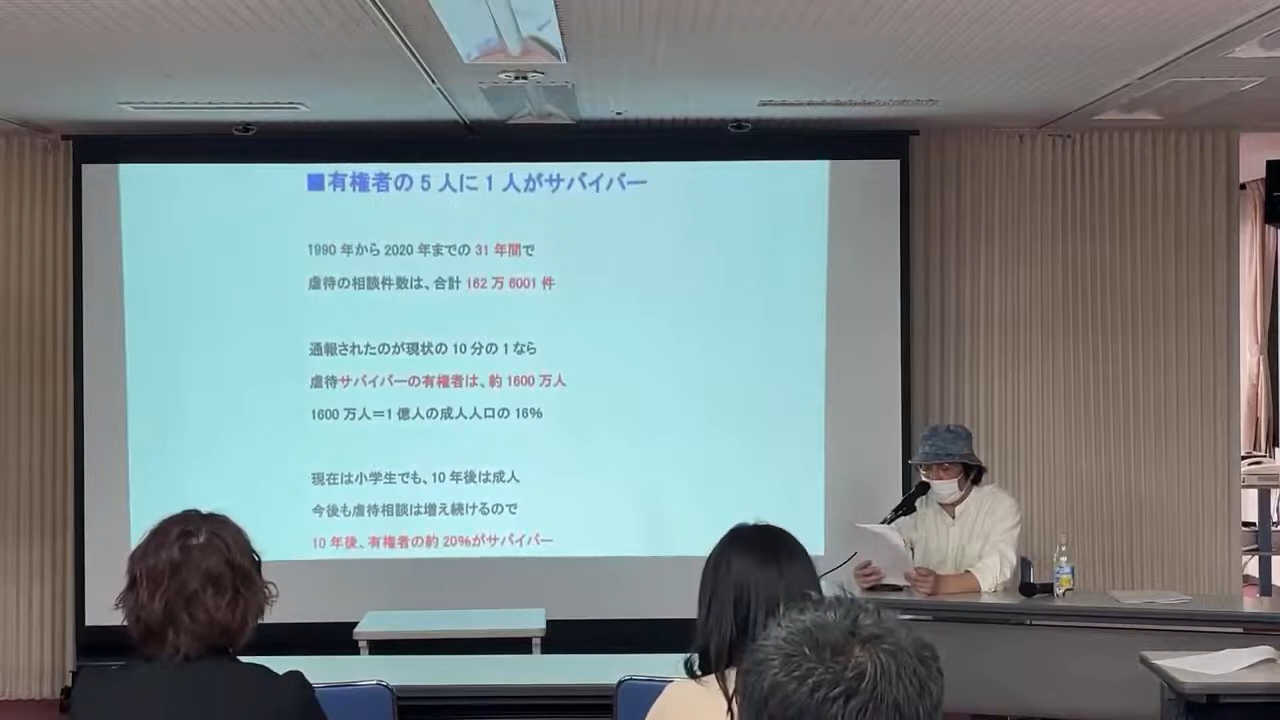 ■有権者の5人に1人がサバイバー
1990年から2020年までの31年間で
虐待の相談件数は、合計162万6001件
通報されたのが現状の10分の1なら
虐待サバイバーの有権者は、約1600万人
1600万人＝1億人の成人人口の16%
現在は小学生でも、10年後は成人
今後も虐待相談は増え続けるので
10年後、有権者の約20%がサバイバー